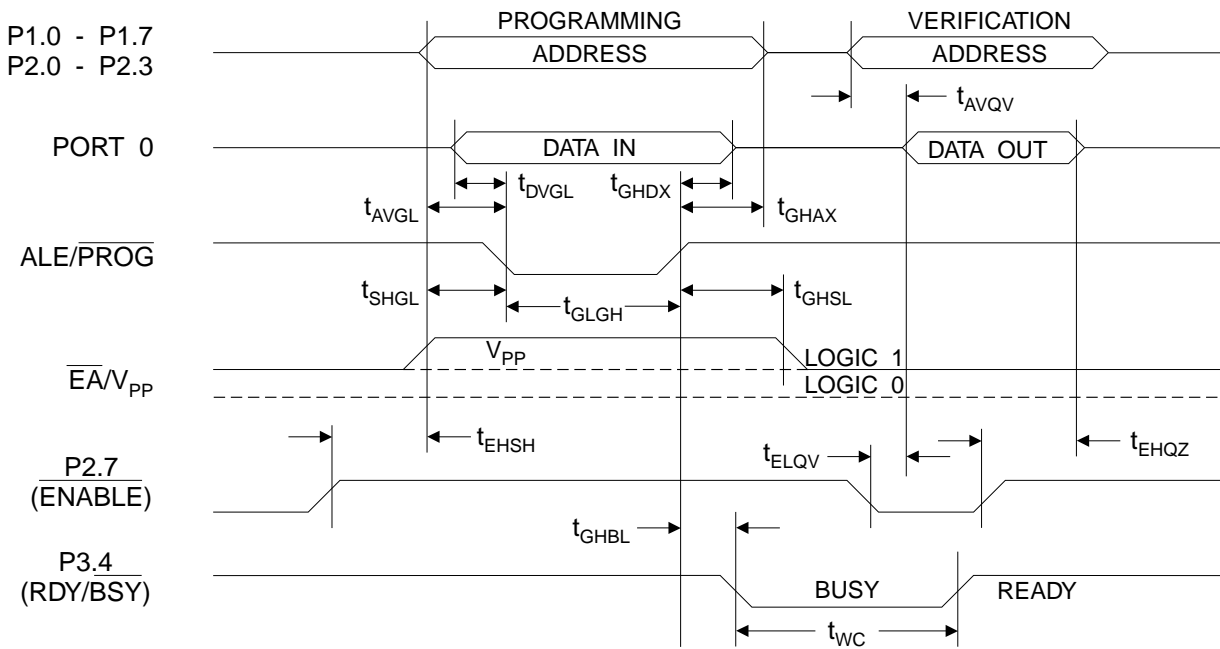 PROGRAMMING VERIFICATION
P1.0 - P1.7
P2.0 - P2.3
ADDRESS ADDRESS
tAVQV
PORT 0 DATA IN DATA OUT
tDVGL tGHDX
tAVGL tGHAX
ALE/PROG
tSHGL tGLGH tGHSL
EA/VPP VPP LOGIC 1
LOGIC 0
tEHSH tELQV tEHQZ
P2.7
(ENABLE)
tGHBL
P3.4
(RDY/BSY) BUSY READY
tWC